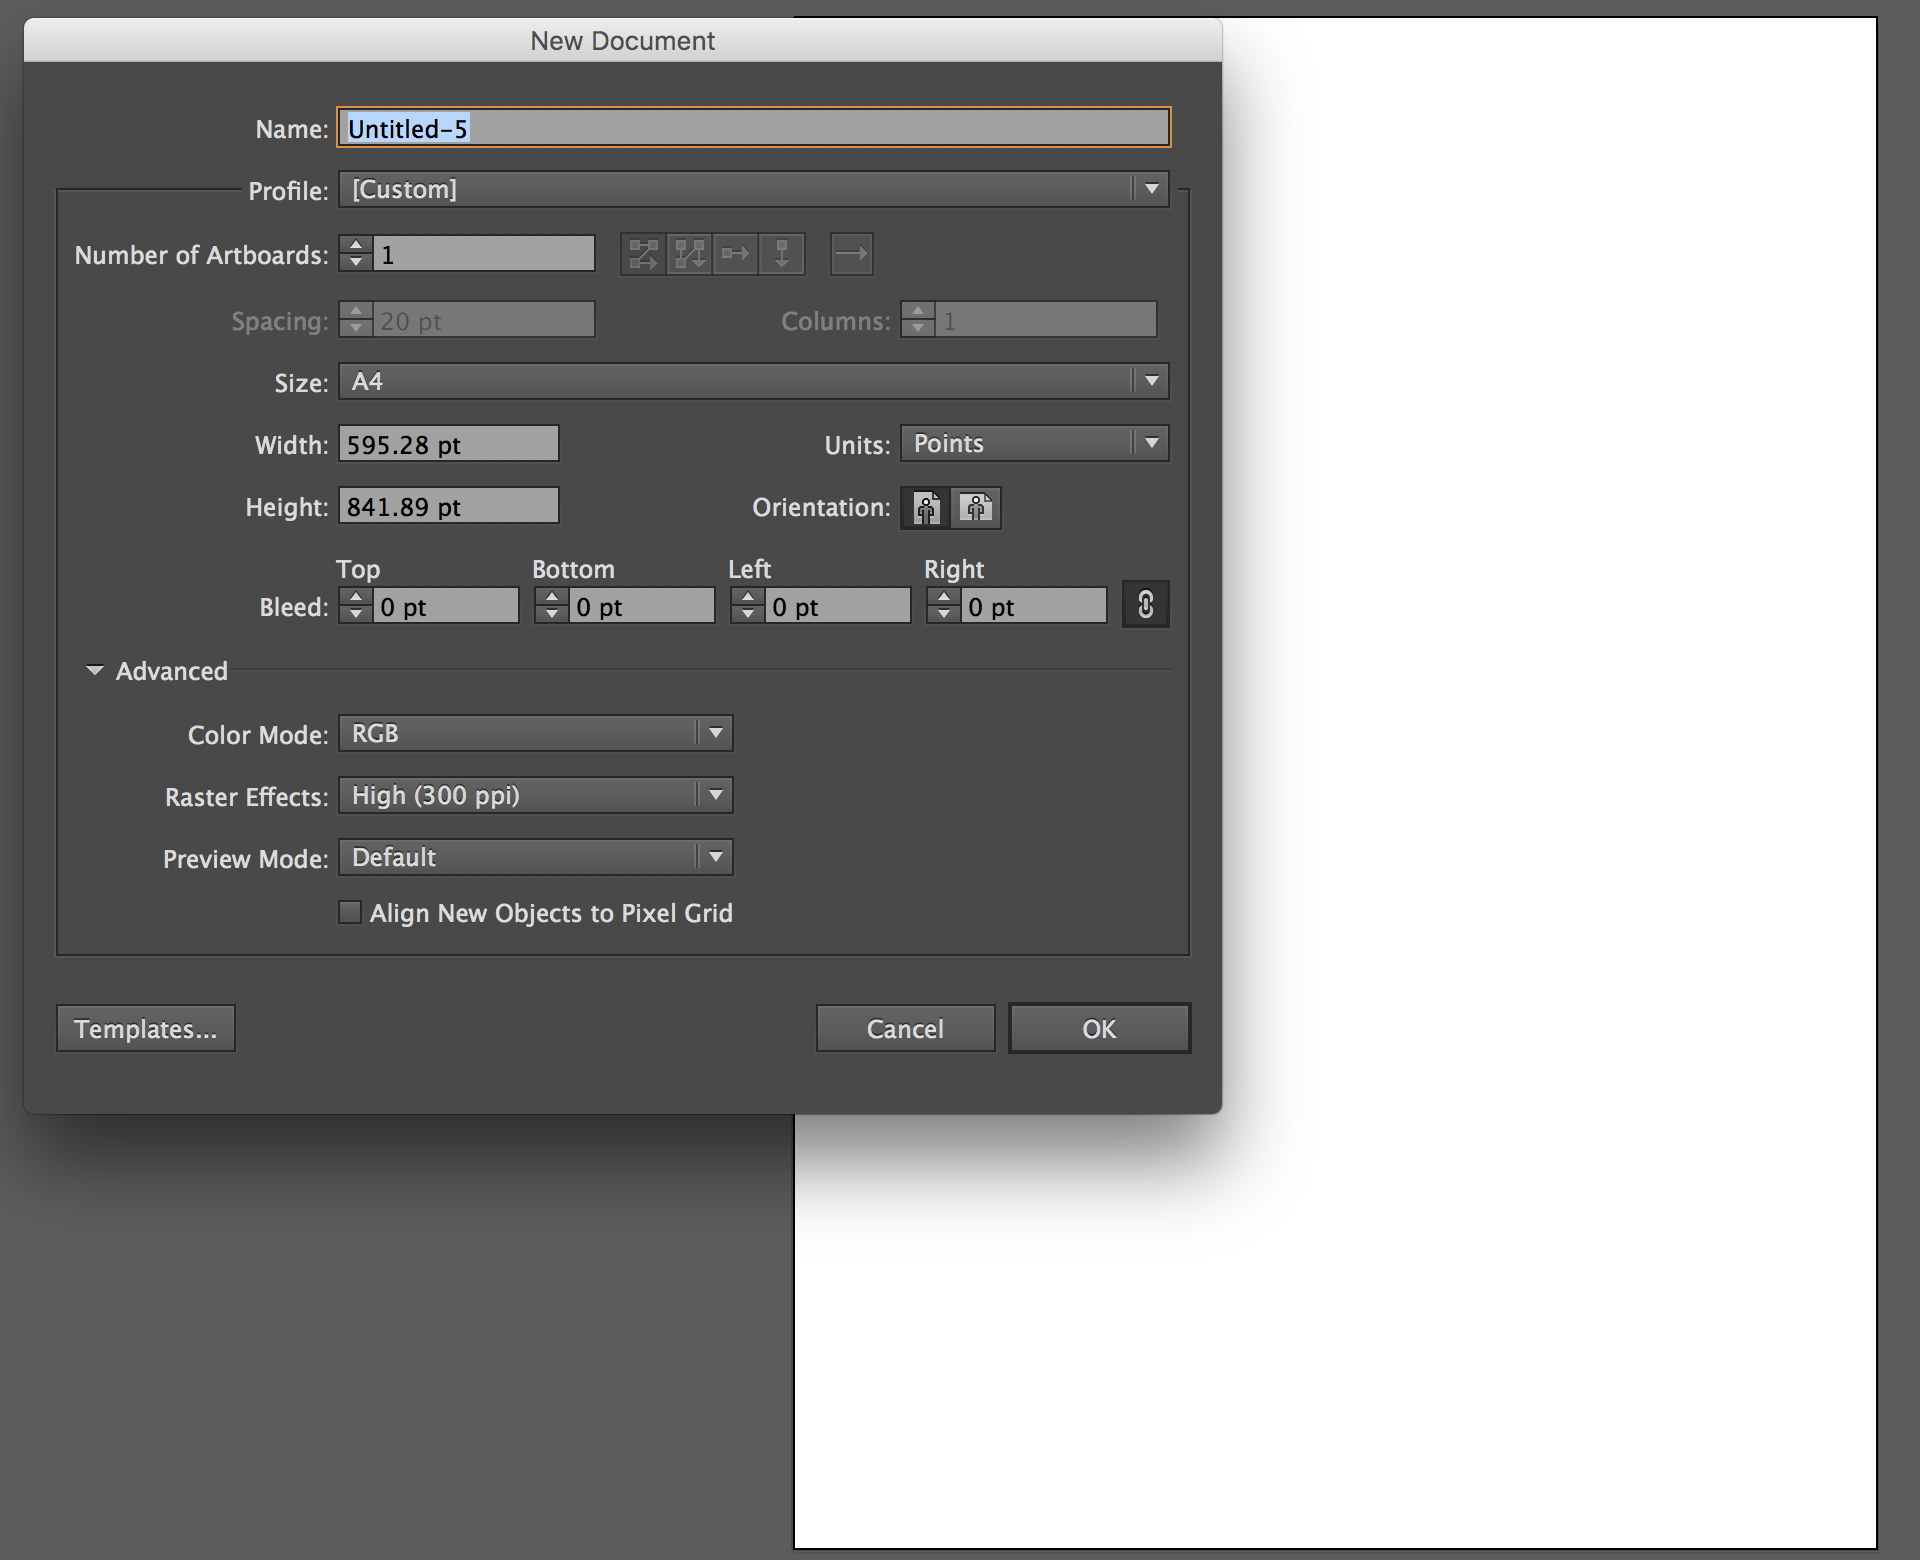 New Document
Name: Untitled-5
Profile: [Custom]
Number of Artboards: 1
Spacing: 20 pt Columns: 1
Size: A4
Width: 595.28 pt Units: Points
Height: 841.89 pt Orientation:
Top Bottom Left Right
Bleed: 0 pt 0 pt 0 pt 0 pt
Advanced
Color Mode: RGB
Raster Effects: High (300 ppi)
Preview Mode: Default
Align New Objects to Pixel Grid
Templates... Cancel OK